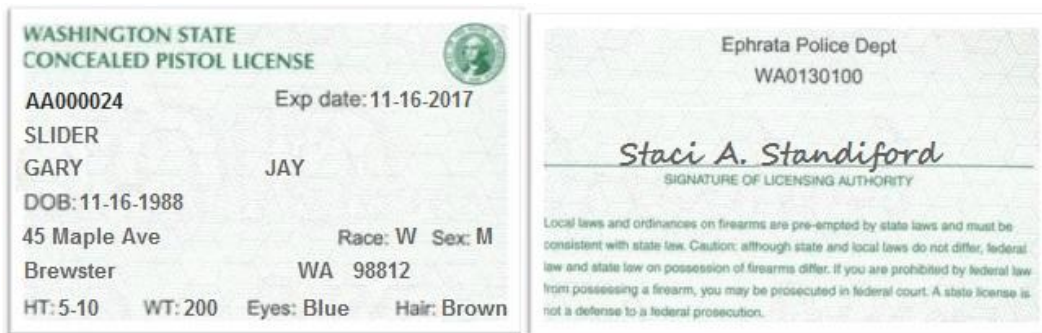 WASHINGTON STATE
CONCEALED PISTOL LICENSE
AA000024 Exp date: 11-16-2017
SLIDER
GARY JAY
DOB: 11-16-1988
45 Maple Ave Race: W Sex: M
Brewster WA 98812
HT: 5-10 WT: 200 Eyes: Blue Hair: Brown
Ephrata Police Dept
WA0130100
Staci A. Standiford
SIGNATURE OF LICENSING AUTHORITY
Local laws and ordinances on firearms are pre-empted by state laws and must be
consistent with state law. Caution: although state and local laws do not differ, federal
law and state law on possession of firearms differ. If you are prohibited by federal law
from possessing a firearm, you may be prosecuted in federal court. A state license is
not a defense to a federal prosecution.